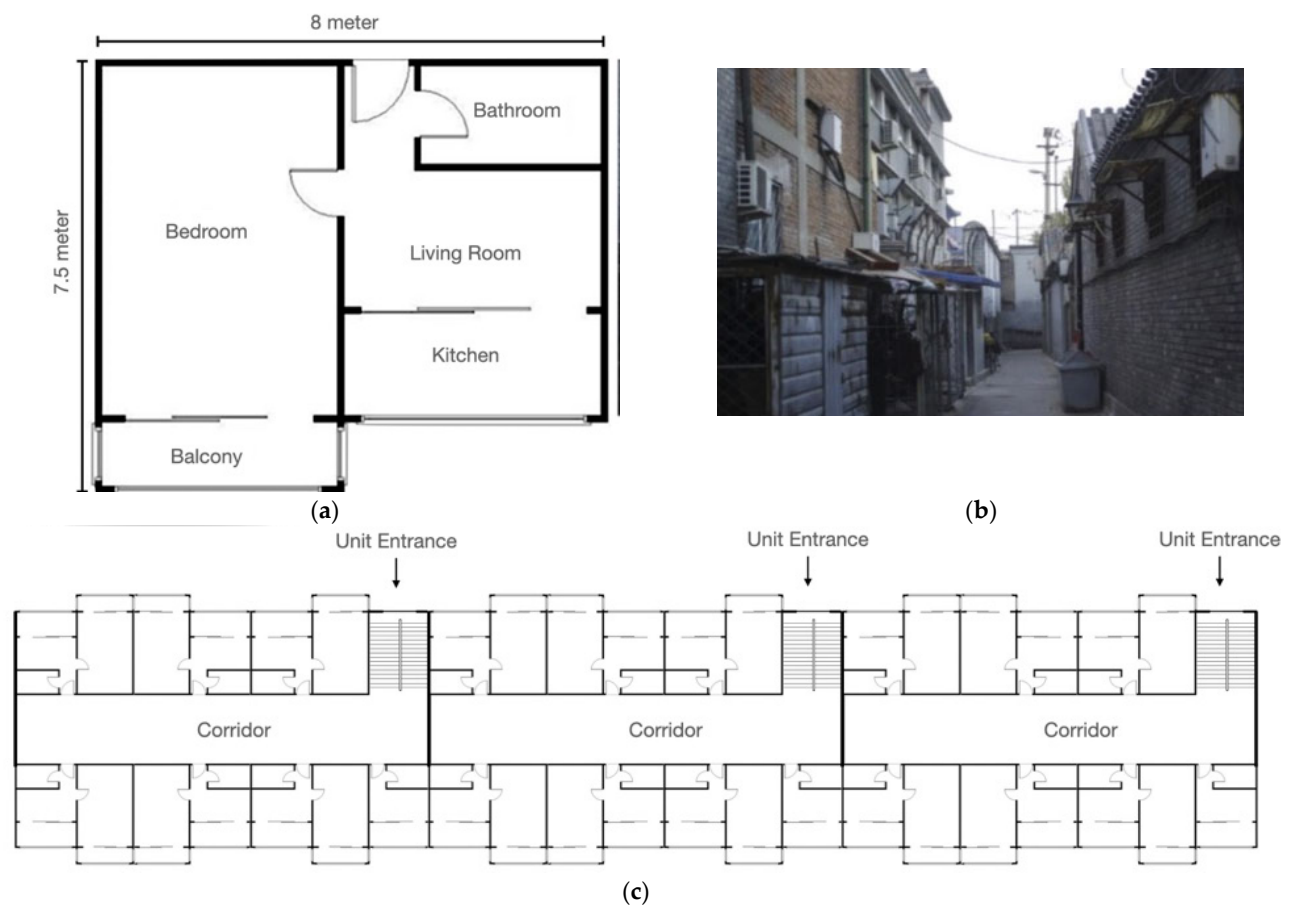 8 meter
7.5 meter
Bathroom
Bedroom
Living Room
Kitchen
Balcony
(a)
(b)
Unit Entrance
Unit Entrance
Unit Entrance
Corridor
Corridor
Corridor
(c)